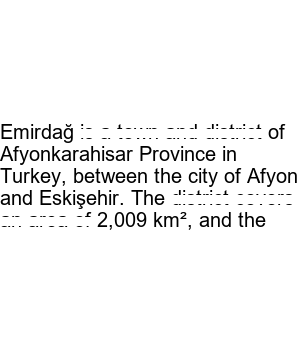 Emirdağ is a town and district of
Afyonkarahisar Province in
Turkey, between the city of Afyon
and Eskişehir. The district covers
an area of 2,009 km², and the